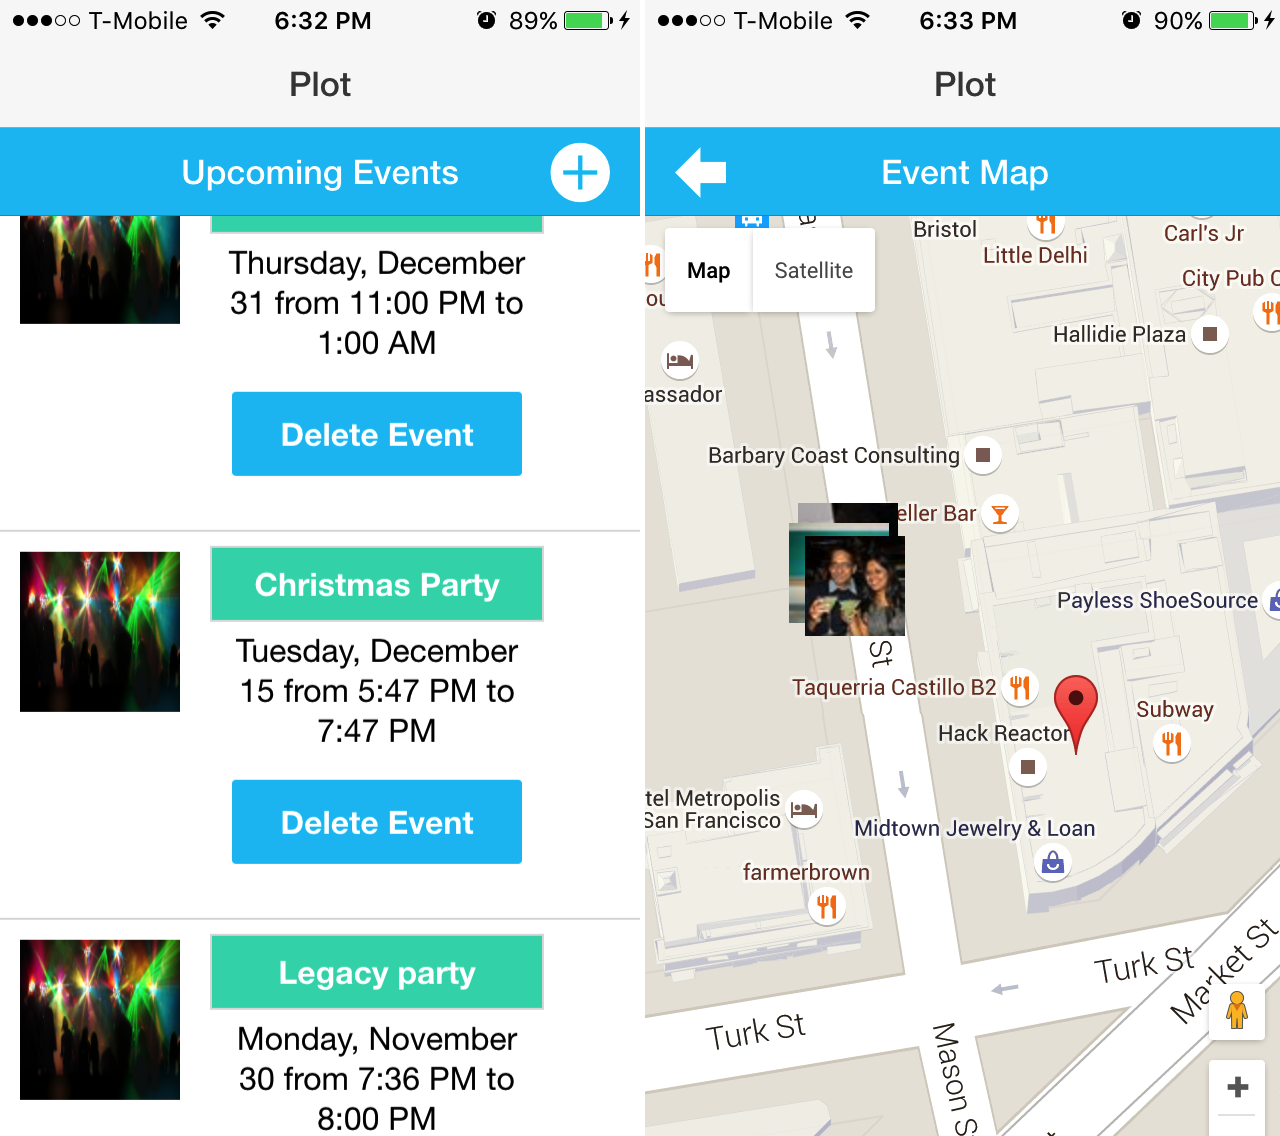 T-Mobile 6:32 PM 89%
Plot
Upcoming Events
Thursday, December
31 from 11:00 PM to
1:00 AM
Delete Event
Christmas Party
Tuesday, December
15 from 5:47 PM to
7:47 PM
Delete Event
Legacy party
Monday, November
30 from 7:36 PM to
8:00 PM
T-Mobile 6:33 PM 90%
Plot
Event Map
Bristol
Little Delhi
Carl's Jr
Map Satellite
City Pub C
ou
Hallidie Plaza
assador
Barbary Coast Consulting
eller Bar
Payless ShoeSource
St
Taquerria Castillo B2
Subway
Hack Reactor
tel Metropolis
San Francisco
Midtown Jewelry & Loan
farmerbrown
Turk St
Market St
Turk St
Mason S